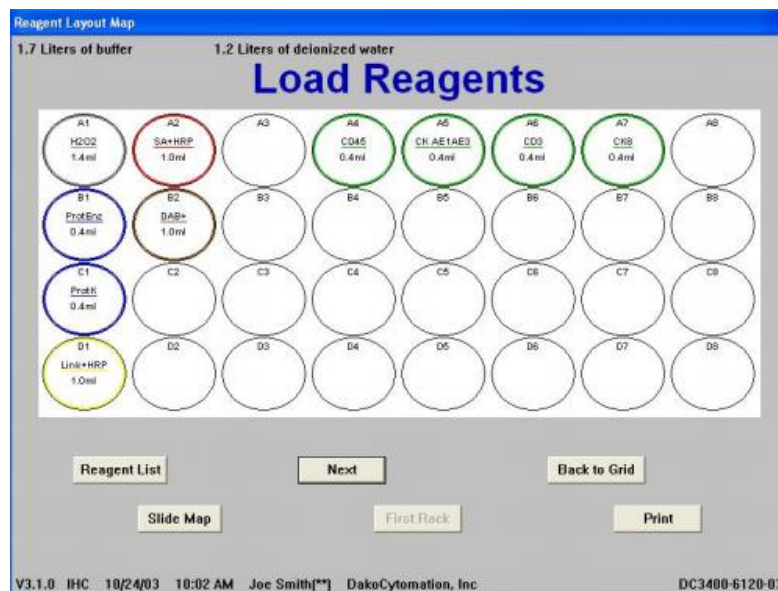 Reagent Layout Map
1.7 Liters of buffer 1.2 Liters of deionized water
Load Reagents
A1 A2 A3 A4 A5 A6 A7 A8
H2O2 SA+HRP CD45 CK AE1AE3 CD3 CK8
1.4ml 1.0ml 0.4ml 0.4ml 0.4ml 0.4ml
B1 B2 B3 B4 B5 B6 B7 B8
ProtEnz DAB+
0.4ml 1.0ml
C1 C2 C3 C4 C5 C6 C7 C8
ProtK
0.4ml
D1 D2 D3 D4 D5 D6 D7 D8
Link+HRP
1.0ml
Reagent List Next Back to Grid
Slide Map First Rack Print
V3.1.0 IHC 10/24/03 10:02 AM Joe Smith[**] DakoCytomation, Inc DC3400-6120-03